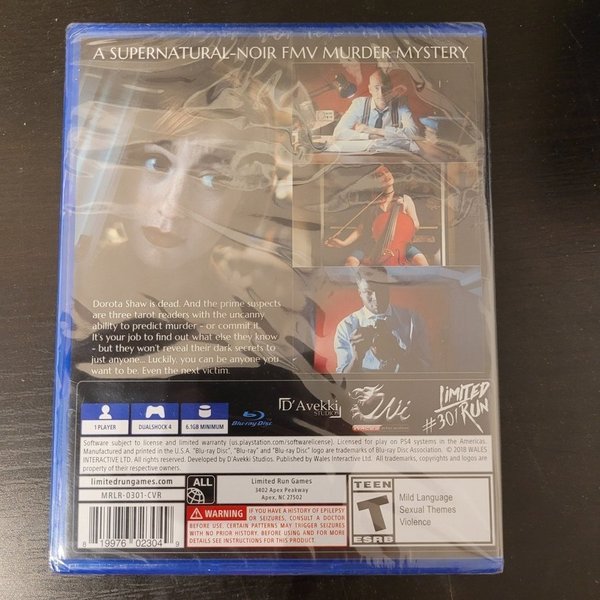 A SUPERNATURAL-NOIR FMV MURDER MYSTERY
Dorota Shaw is dead. And the prime suspects
are three tarot readers with the uncanny
ability to predict murder - or commit it.
It's your job to find out what else they know
- but they won't reveal their dark secrets to
just anyone... Luckily, you can be anyone you
want to be. Even the next victim.
1 PLAYER
DUALSHOCK 4
6.1GB MINIMUM
Blu-ray Disc
D'Avekki
STUDIOS
Wi
WALES
interactive
LIMITED
RUN
#301
Software subject to license and limited warranty (us.playstation.com/softwarelicense). Licensed for play on PS4 systems in the Americas.
Manufactured and printed in the U.S.A. "Blu-ray Disc", "Blu-ray" and "Blu-ray Disc" logo are trademarks of Blu-ray Disc Association. © 2018 WALES
INTERACTIVE LTD. All rights reserved. Developed by D'Avekki Studios. Published by Wales Interactive Ltd. All trademarks, copyrights and logos are
property of their respective owners.
limitedrungames.com
MRLR-0301-CVR
8 19976 02304 9
ALL
Limited Run Games
3402 Apex Peakway
Apex, NC 27502
WARNING
IF YOU HAVE A HISTORY OF EPILEPSY
OR SEIZURES, CONSULT A DOCTOR
BEFORE USE. CERTAIN PATTERNS MAY TRIGGER SEIZURES
WITH NO PRIOR HISTORY. BEFORE USING AND FOR MORE
DETAILS SEE INSTRUCTIONS FOR THIS PRODUCT.
TEEN
T
ESRB
Mild Language
Sexual Themes
Violence